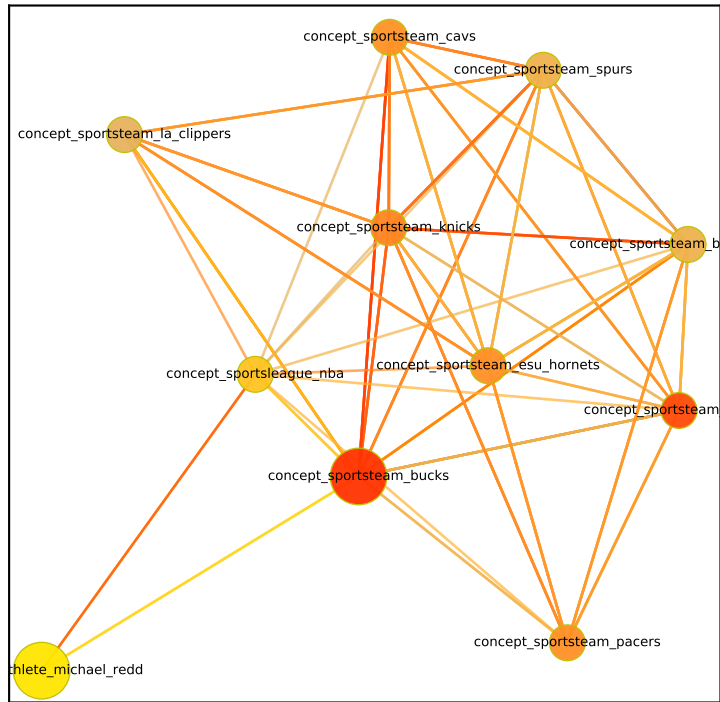 concept_sportsteam_cavs
concept_sportsteam_spurs
concept_sportsteam_la_clippers
concept_sportsteam_knicks
concept_sportsteam_b
concept_sportsteam_esu_hornets
concept_sportsleague_nba
concept_sportsteam
concept_sportsteam_bucks
concept_sportsteam_pacers
thlete_michael_redd